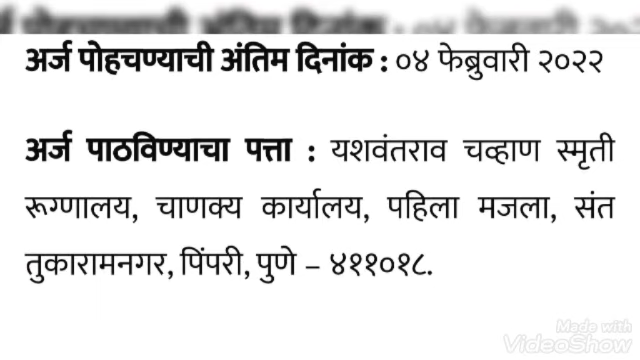 अर्ज पोहचण्याची अंतिम दिनांक : ०४ फेब्रुवारी २०२२
अर्ज पाठविण्याचा पत्ता : यशवंतराव चव्हाण स्मृती
रूग्णालय, चाणक्य कार्यालय, पहिला मजला, संत
तुकारामनगर, पिंपरी, पुणे – ४११०१८.
Made with
VideoShow